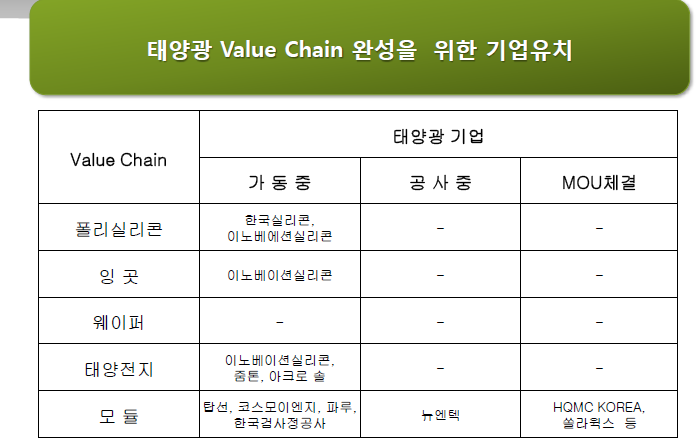 태양광 Value Chain 완성을 위한 기업유치
Value Chain
태양광 기업
가 동 중
공 사 중
MOU체결
폴리실리콘
한국실리콘,
이노베에션실리콘
-
-
잉 곳
이노베이션실리콘
-
-
웨이퍼
-
-
-
태양전지
이노베이션실리콘,
줌톤, 아크로 솔
-
-
모 듈
탑선, 코스모이엔지, 파루,
한국검사정공사
뉴엔텍
HQMC KOREA,
쏠라웍스 등